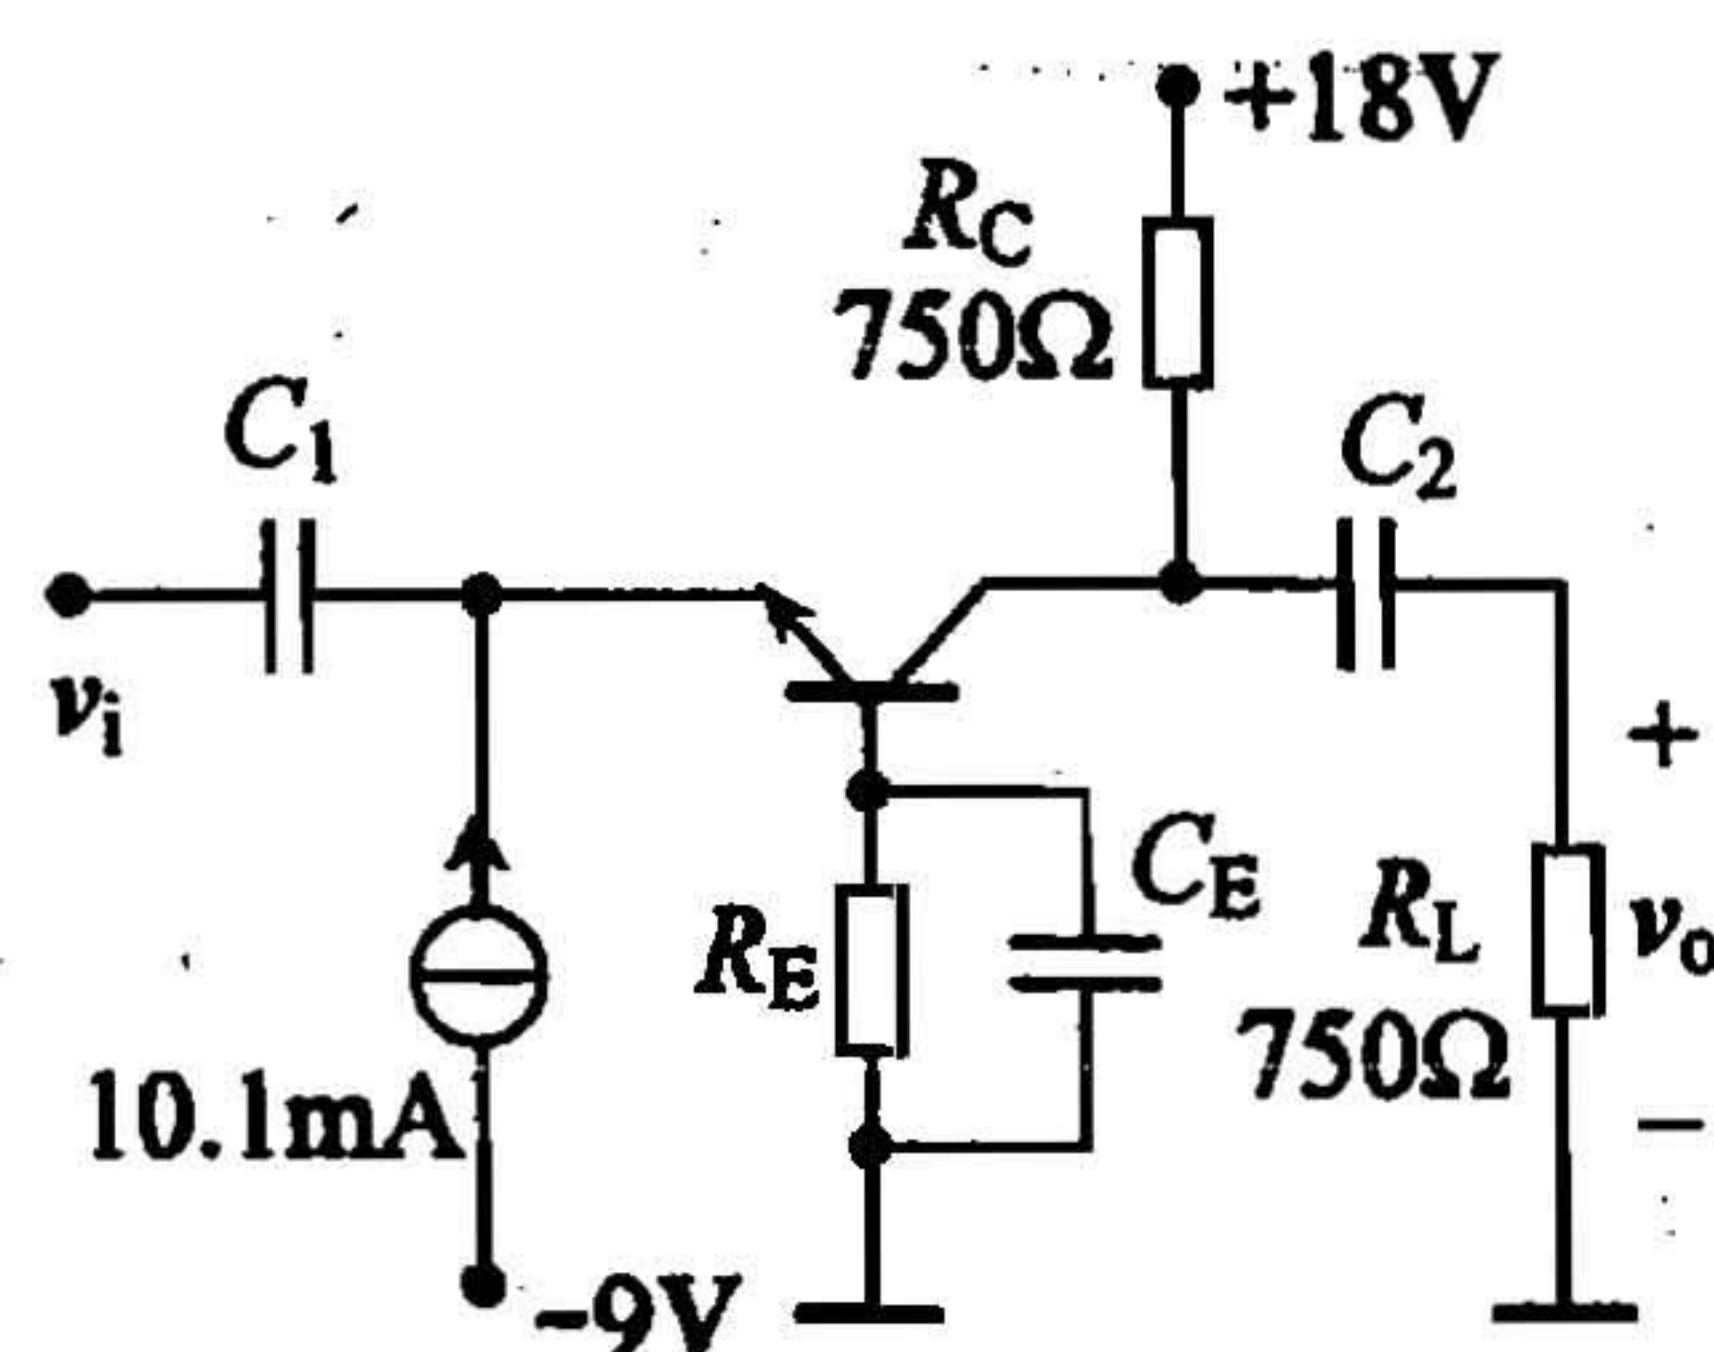 +18V
R_C
750Ω
C_1
C_2
v_i
+
C_E
R_E
R_L
v_o
750Ω
10.1mA
−
−9V